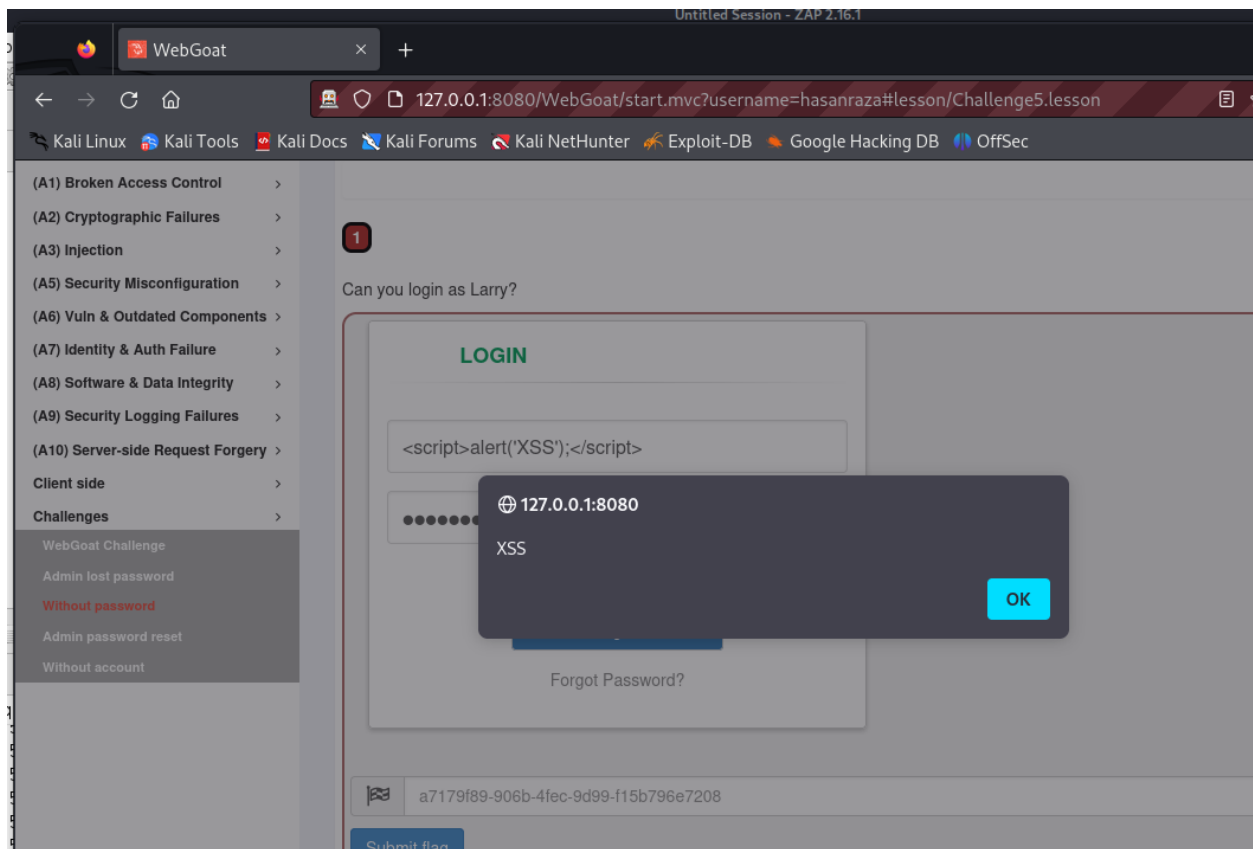 Untitled Session - ZAP 2.16.1
WebGoat
127.0.0.1:8080/WebGoat/start.mvc?username=hasanraza#lesson/Challenge5.lesson
Kali Linux Kali Tools Kali Docs Kali Forums Kali NetHunter Exploit-DB Google Hacking DB OffSec
(A1) Broken Access Control
(A2) Cryptographic Failures
(A3) Injection
(A5) Security Misconfiguration
(A6) Vuln & Outdated Components
(A7) Identity & Auth Failure
(A8) Software & Data Integrity
(A9) Security Logging Failures
(A10) Server-side Request Forgery
Client side
Challenges
WebGoat Challenge
Admin lost password
Without password
Admin password reset
Without account
1
Can you login as Larry?
LOGIN
<script>alert('XSS');</script>
127.0.0.1:8080
XSS
OK
Forgot Password?
a7179f89-906b-4fec-9d99-f15b796e7208
Submit flag